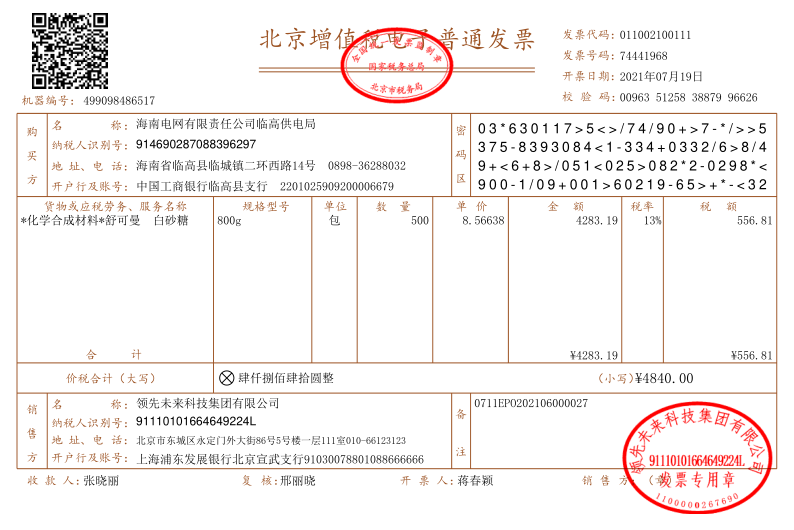 北京增值税电子普通发票
全国统一发票监制章
国家税务总局
北京市税务局
发票代码: 011002100111
发票号码: 74441968
开票日期: 2021年07月19日
校 验 码: 00963 51258 38879 96626
机器编号: 499098486517
购买方
名 称: 海南电网有限责任公司临高供电局
纳税人识别号: 914690287088396297
地 址、电 话: 海南省临高县临城镇二环西路14号 0898-36288032
开户行及账号: 中国工商银行临高县支行 2201025909200006679
密码区
03*630117>5<>/74/90+>7-*/>>5
375-8393084<1-334+0332/6>8/4
9+<6+8>/051<025>082*2-0298*<
900-1/09+001>60219-65>+*-<32
货物或应税劳务、服务名称 规格型号 单位 数 量 单 价 金 额 税率 税 额
*化学合成材料*舒可曼 白砂糖 800g 包 500 8.56638 4283.19 13% 556.81
合 计 ¥4283.19 ¥556.81
价税合计（大写） ⊗肆仟捌佰肆拾圆整 （小写）¥4840.00
销售方
名 称: 领先未来科技集团有限公司
纳税人识别号: 91110101664649224L
地 址、电 话: 北京市东城区永定门外大街86号5号楼一层111室010-66123123
开户行及账号: 上海浦东发展银行北京宣武支行91030078801088666666
备注
0711EPO202106000027
领先未来科技集团有限公司
91110101664649224L
发票专用章
1100000267690
收 款 人: 张晓丽 复 核: 邢丽晓 开 票 人: 蒋春颖 销 售 方: (章)